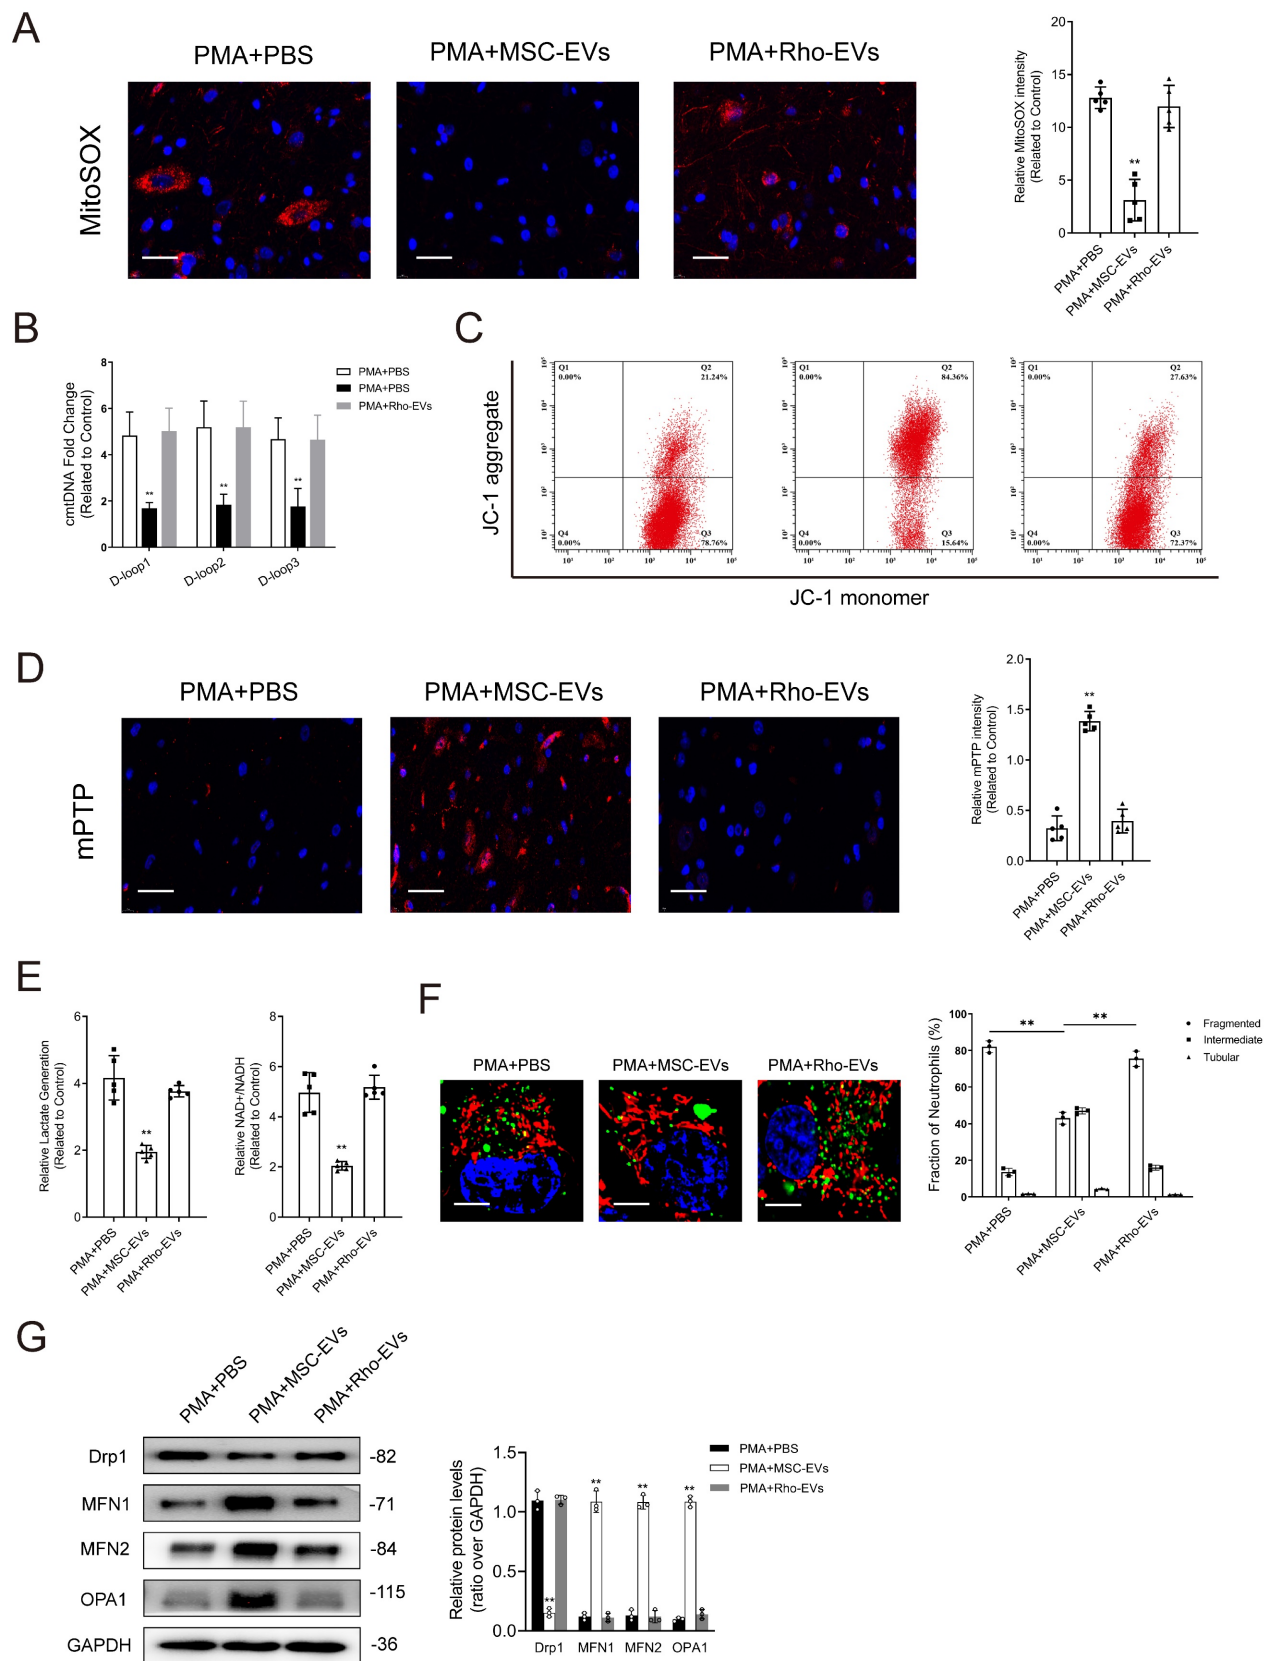 A
PMA+PBS
PMA+MSC-EVs
PMA+Rho-EVs
MitoSOX
Relative MitoSOX intensity
(Related to Control)
20
15
10
5
0
PMA+PBS
PMA+MSC-EVs
PMA+Rho-EVs
**
B
cmtDNA Fold Change
(Related to Control)
8
6
4
2
0
**
**
**
D-loop1
D-loop2
D-loop3
PMA+PBS
PMA+PBS
PMA+Rho-EVs
C
JC-1 aggregate
Q1
0.00%
Q2
21.24%
Q4
0.00%
Q3
78.76%
Q1
0.00%
Q2
84.36%
Q4
0.00%
Q3
15.64%
Q1
0.00%
Q2
27.63%
Q4
0.00%
Q3
72.37%
JC-1 monomer
D
PMA+PBS
PMA+MSC-EVs
PMA+Rho-EVs
mPTP
Relative mPTP intensity
(Related to Control)
2.0
1.5
1.0
0.5
0.0
**
PMA+PBS
PMA+MSC-EVs
PMA+Rho-EVs
E
Relative Lactate Generation
(Related to Control)
6
4
2
0
**
PMA+PBS
PMA+MSC-EVs
PMA+Rho-EVs
Relative NAD+/NADH
(Related to Control)
8
6
4
2
0
**
PMA+PBS
PMA+MSC-EVs
PMA+Rho-EVs
F
PMA+PBS
PMA+MSC-EVs
PMA+Rho-EVs
Fraction of Neutrophils (%)
100
80
60
40
20
0
**
**
PMA+PBS
PMA+MSC-EVs
PMA+Rho-EVs
Fragmented
Intermediate
Tubular
G
PMA+PBS
PMA+MSC-EVs
PMA+Rho-EVs
Drp1
-82
MFN1
-71
MFN2
-84
OPA1
-115
GAPDH
-36
Relative protein levels
(ratio over GAPDH)
1.5
1.0
0.5
0.0
**
**
**
**
Drp1
MFN1
MFN2
OPA1
PMA+PBS
PMA+MSC-EVs
PMA+Rho-EVs